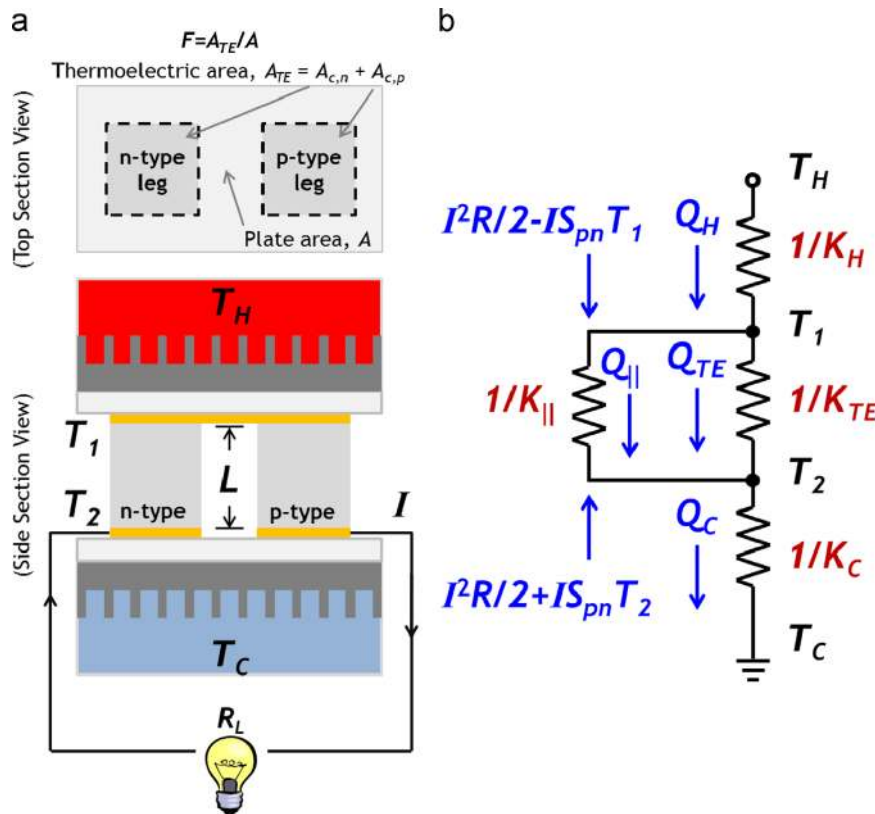 a
F=A_TE/A
Thermoelectric area, A_TE = A_c,n + A_c,p
(Top Section View)
n-type
leg
p-type
leg
Plate area, A
(Side Section View)
T_H
T_1
L
T_2
n-type
p-type
I
T_C
R_L
b
T_H
I²R/2-IS_pnT_1
Q_H
1/K_H
T_1
Q_||
Q_TE
1/K_||
1/K_TE
T_2
Q_C
1/K_C
I²R/2+IS_pnT_2
T_C